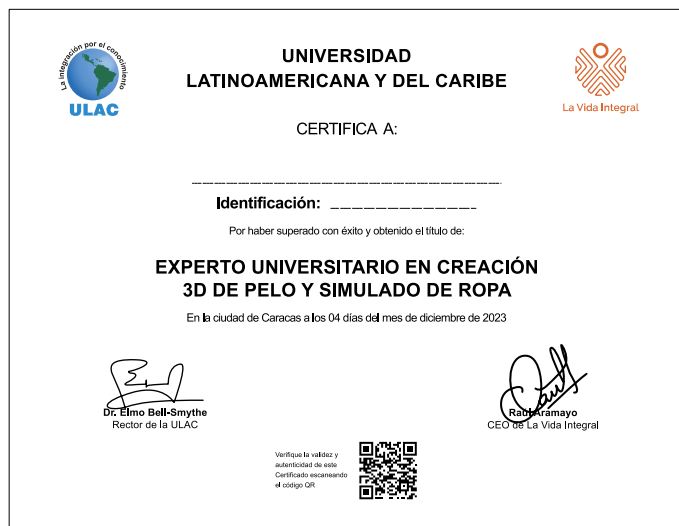 La integración por el conocimiento
ULAC
UNIVERSIDAD
LATINOAMERICANA Y DEL CARIBE
La Vida Integral
CERTIFICA A:
Identificación:
Por haber superado con éxito y obtenido el título de:
EXPERTO UNIVERSITARIO EN CREACIÓN
3D DE PELO Y SIMULADO DE ROPA
En la ciudad de Caracas a los 04 días del mes de diciembre de 2023
Dr. Elmo Bell-Smythe
Rector de la ULAC
Raúl Aramayo
CEO de La Vida Integral
Verifique la validez y
autenticidad de este
Certificado escaneando
el código QR